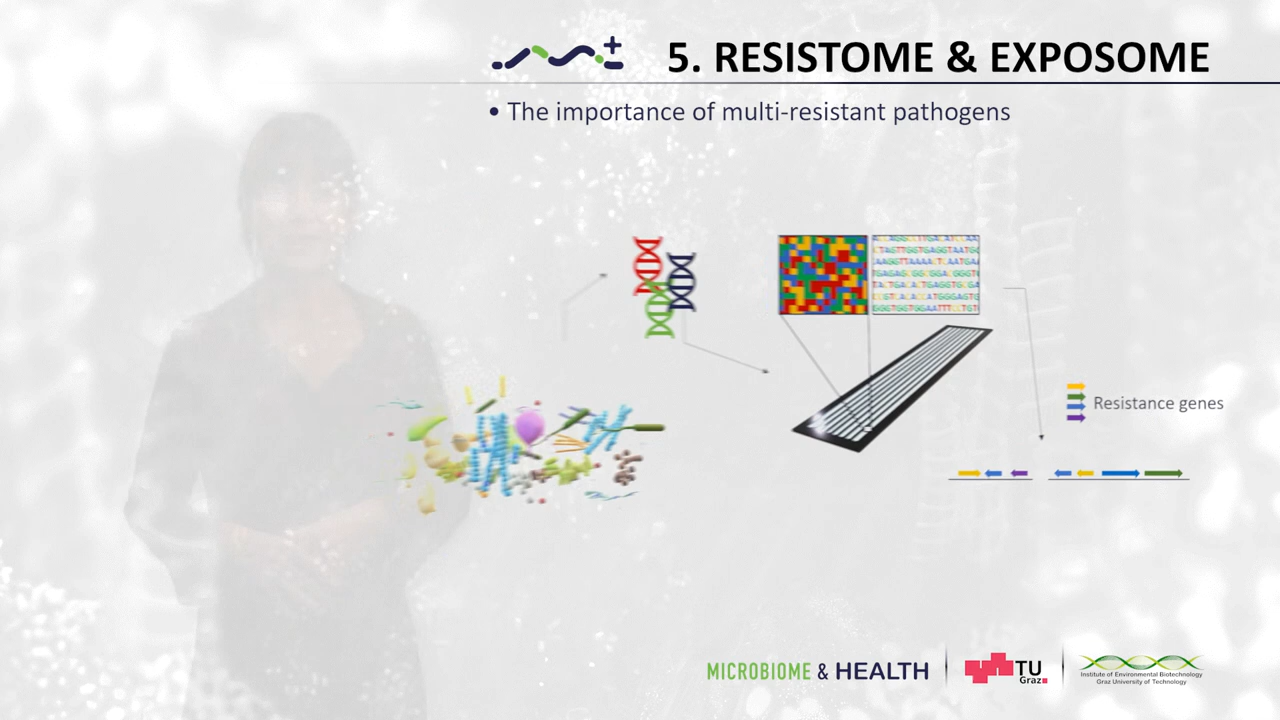 5. RESISTOME & EXPOSOME
• The importance of multi-resistant pathogens
Resistance genes
MICROBIOME & HEALTH
TU
Graz
Institute of Environmental Biotechnology
Graz University of Technology